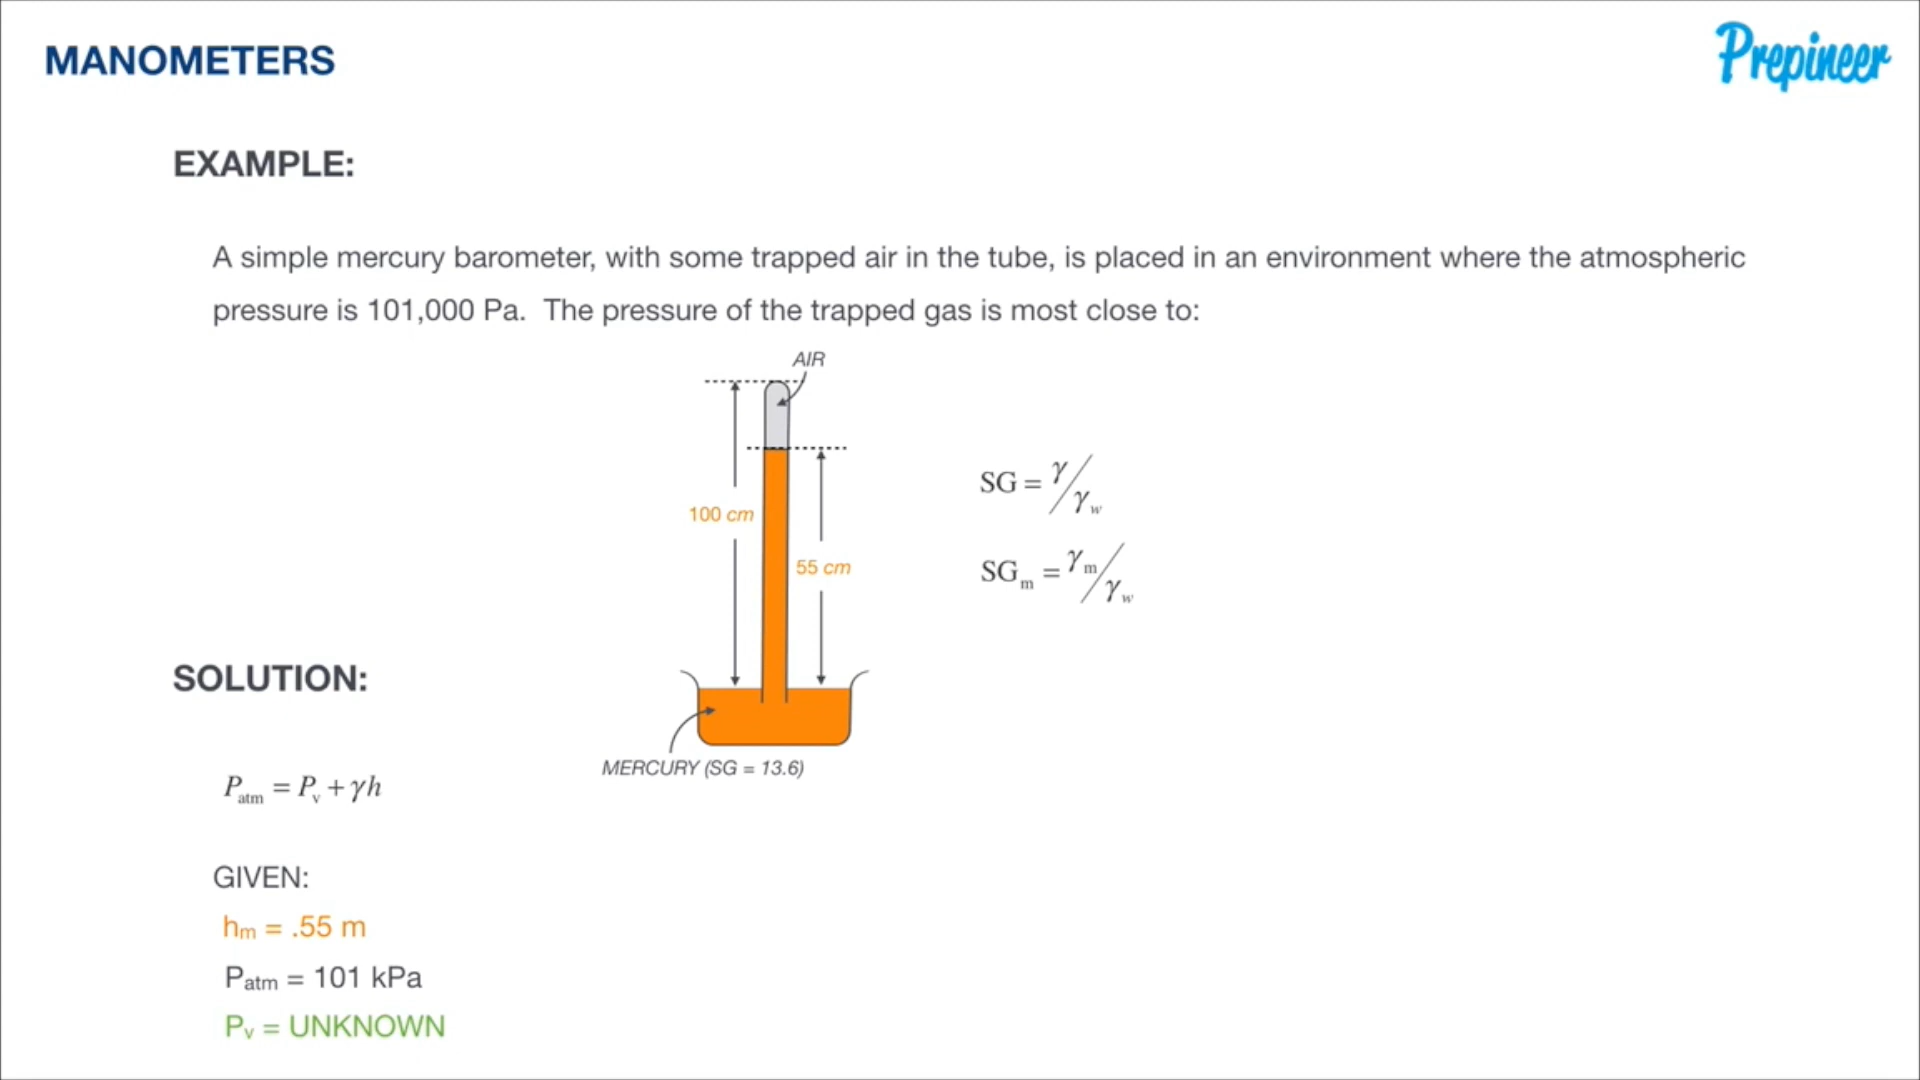 MANOMETERS
Prepineer
EXAMPLE:
A simple mercury barometer, with some trapped air in the tube, is placed in an environment where the atmospheric
pressure is 101,000 Pa. The pressure of the trapped gas is most close to:
AIR
100 cm
55 cm
SG = γ/γw
SGm = γm/γw
MERCURY (SG = 13.6)
SOLUTION:
Patm = Pv + γh
GIVEN:
hm = .55 m
Patm = 101 kPa
Pv = UNKNOWN